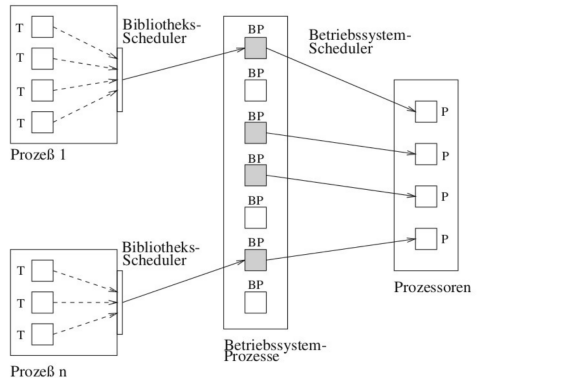 T
T
T
T
Prozeß 1
Bibliotheks-
Scheduler
BP
BP
BP
BP
BP
BP
BP
Betriebssystem-
Scheduler
P
P
P
P
Prozessoren
T
T
T
Prozeß n
Bibliotheks-
Scheduler
Betriebssystem-
Prozesse